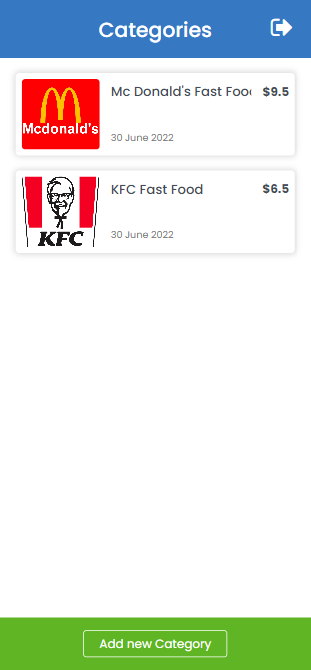 Categories
Mcdonald's
Mc Donald's Fast Foo
$9.5
30 June 2022
KFC
KFC Fast Food
$6.5
30 June 2022
Add new Category